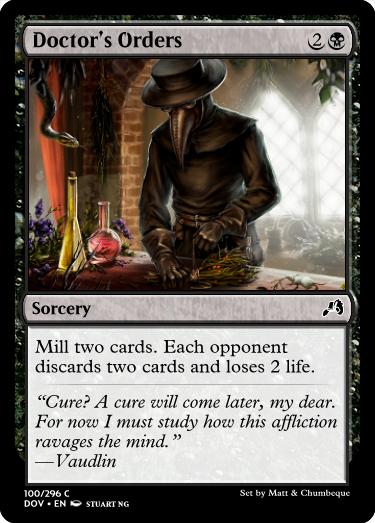 Doctor's Orders 2
Sorcery
Mill two cards. Each opponent
discards two cards and loses 2 life.
“Cure? A cure will come later, my dear.
For now I must study how this affliction
ravages the mind.”
—Vaudlin
100/296 C
DOV • EN STUART NG
Set by Matt & Chumbeque